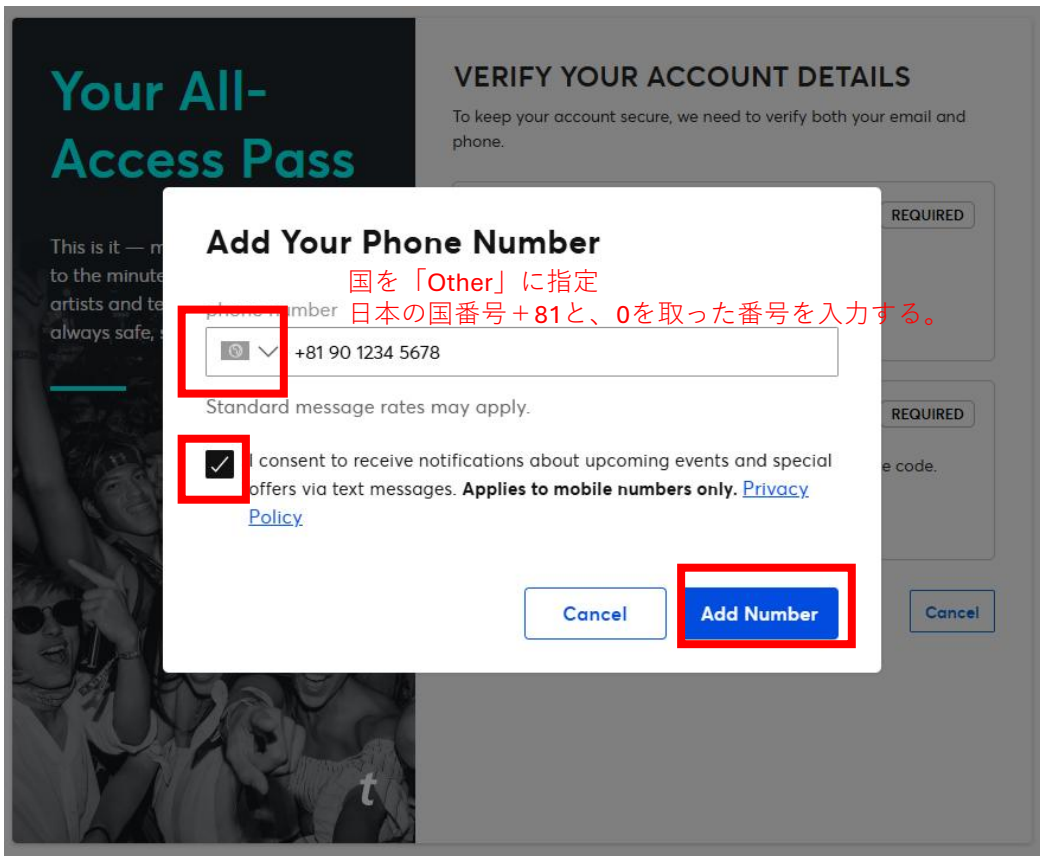 Your All-
Access Pass
This is it — m
to the minute
artists and te
always safe, s
t
VERIFY YOUR ACCOUNT DETAILS
To keep your account secure, we need to verify both your email and
phone.
REQUIRED
REQUIRED
e code.
Cancel
Add Your Phone Number
国を「Other」に指定
日本の国番号＋81と、0を取った番号を入力する。
phone number
+81 90 1234 5678
Standard message rates may apply.
I consent to receive notifications about upcoming events and special
offers via text messages. Applies to mobile numbers only. Privacy
Policy
Cancel
Add Number